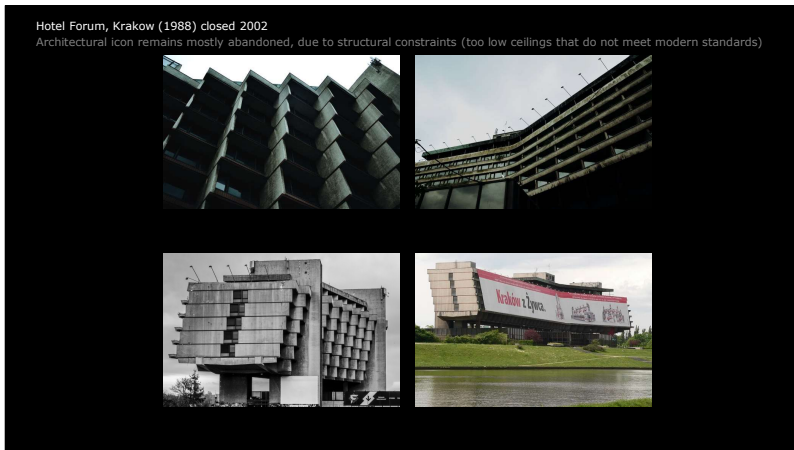 Hotel Forum, Krakow (1988) closed 2002
Architectural icon remains mostly abandoned, due to structural constraints (too low ceilings that do not meet modern standards)
Kraków z Żywca.